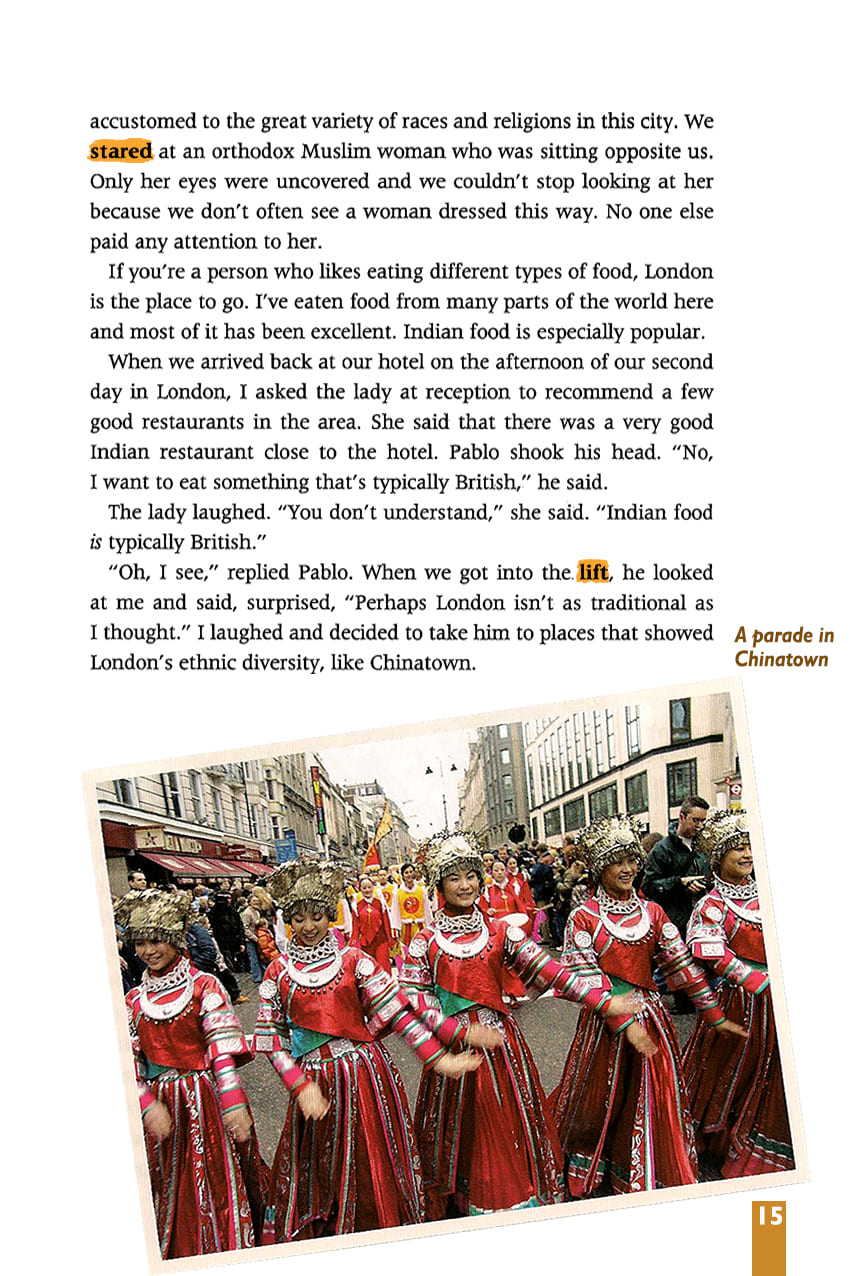 accustomed to the great variety of races and religions in this city. We
stared at an orthodox Muslim woman who was sitting opposite us.
Only her eyes were uncovered and we couldn't stop looking at her
because we don't often see a woman dressed this way. No one else
paid any attention to her.
If you're a person who likes eating different types of food, London
is the place to go. I've eaten food from many parts of the world here
and most of it has been excellent. Indian food is especially popular.
When we arrived back at our hotel on the afternoon of our second
day in London, I asked the lady at reception to recommend a few
good restaurants in the area. She said that there was a very good
Indian restaurant close to the hotel. Pablo shook his head. “No,
I want to eat something that's typically British,” he said.
The lady laughed. “You don't understand,” she said. “Indian food
is typically British.”
“Oh, I see,” replied Pablo. When we got into the lift, he looked
at me and said, surprised, “Perhaps London isn't as traditional as
I thought.” I laughed and decided to take him to places that showed
London's ethnic diversity, like Chinatown.
A parade in
Chinatown
15